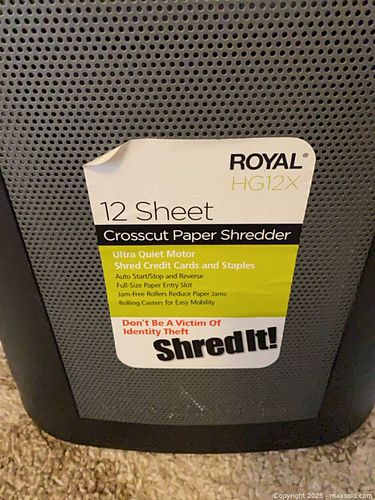 ROYAL®
HG12X
12 Sheet
Crosscut Paper Shredder
Ultra Quiet Motor
Shred Credit Cards and Staples
Auto Start/Stop and Reverse
Full-Size Paper Entry Slot
Jam-Free Rollers Reduce Paper Jams
Rolling Casters for Easy Mobility
Don't Be A Victim Of
Identity Theft
Shred It!
Copyright 2025 - maxsold.com